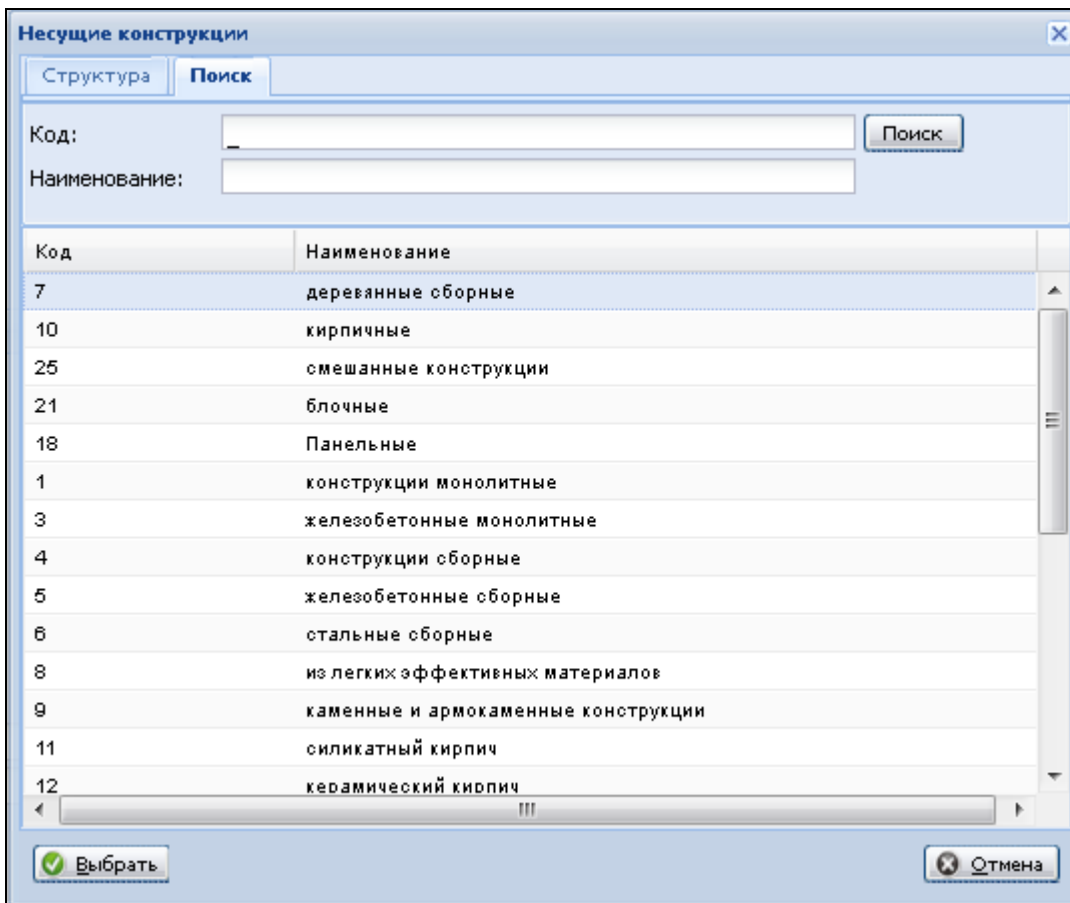 Несущие конструкции
Структура Поиск
Код: _ Поиск
Наименование:
Код Наименование
7 деревянные сборные
10 кирпичные
25 смешанные конструкции
21 блочные
18 Панельные
1 конструкции монолитные
3 железобетонные монолитные
4 конструкции сборные
5 железобетонные сборные
6 стальные сборные
8 из легких эффективных материалов
9 каменные и армокаменные конструкции
11 силикатный кирпич
12 керамический кирпич
Выбрать Отмена